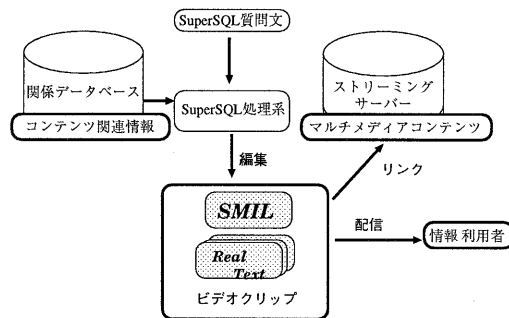 SuperSQL質問文
関係データベース
コンテンツ関連情報
SuperSQL処理系
ストリーミング
サーバー
マルチメディアコンテンツ
編集
リンク
SMIL
Real
Text
ビデオクリップ
配信
情報利用者